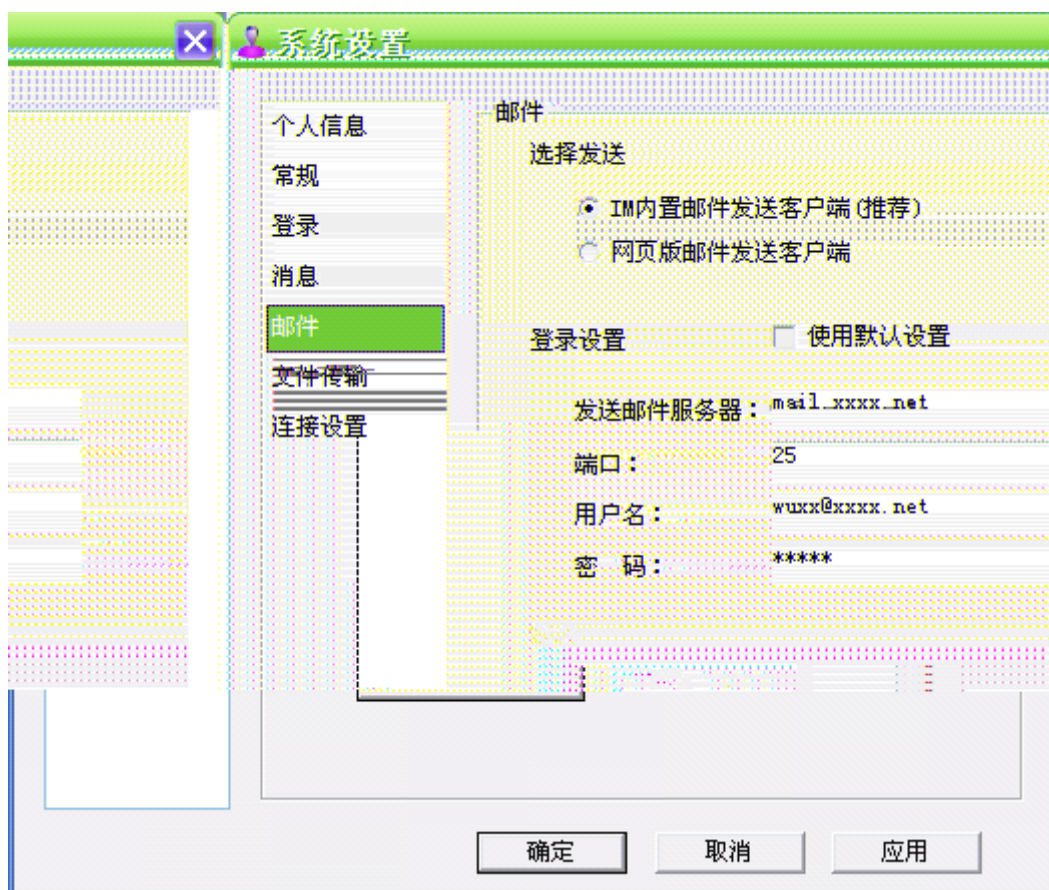 系统设置
个人信息
常规
登录
消息
邮件
文件传输
连接设置
邮件
选择发送
IM内置邮件发送客户端(推荐)
网页版邮件发送客户端
登录设置
使用默认设置
发送邮件服务器：mail.xxxx.net
端口：25
用户名：wuxx@xxxx.net
密 码：*****
确定
取消
应用